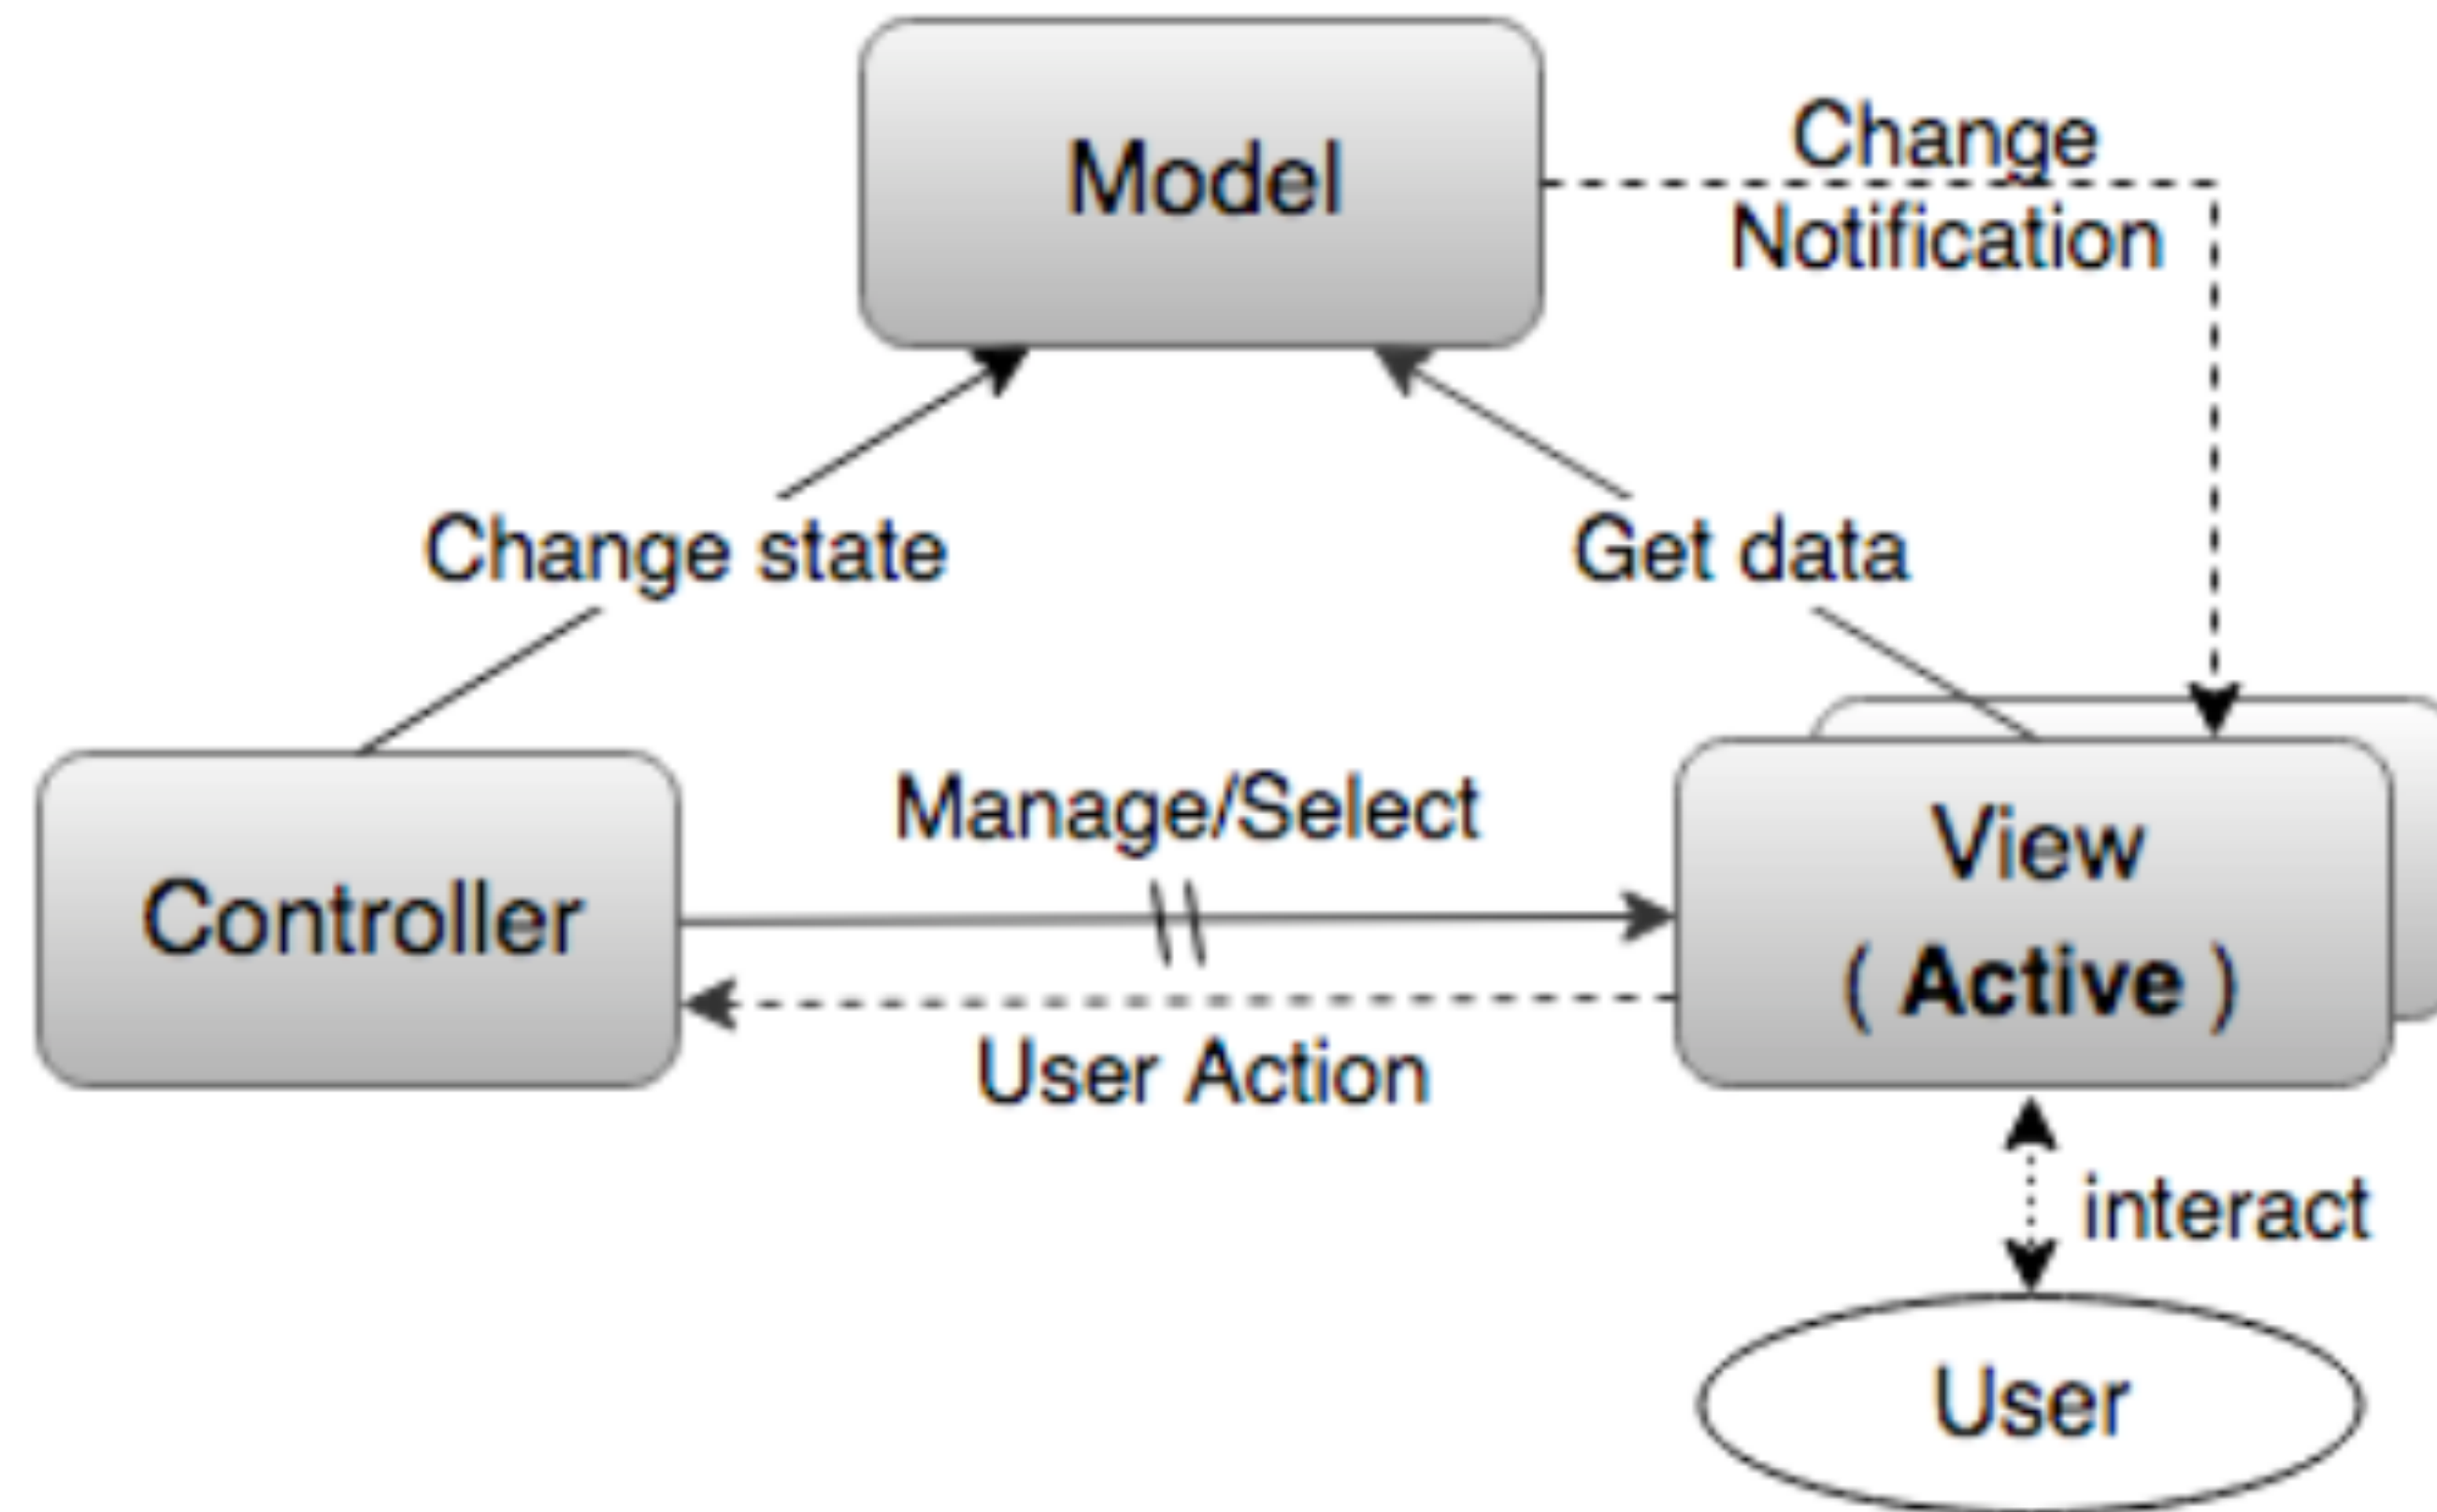 Model
Change
Notification
Change state
Get data
Controller
Manage/Select
User Action
View
( Active )
interact
User